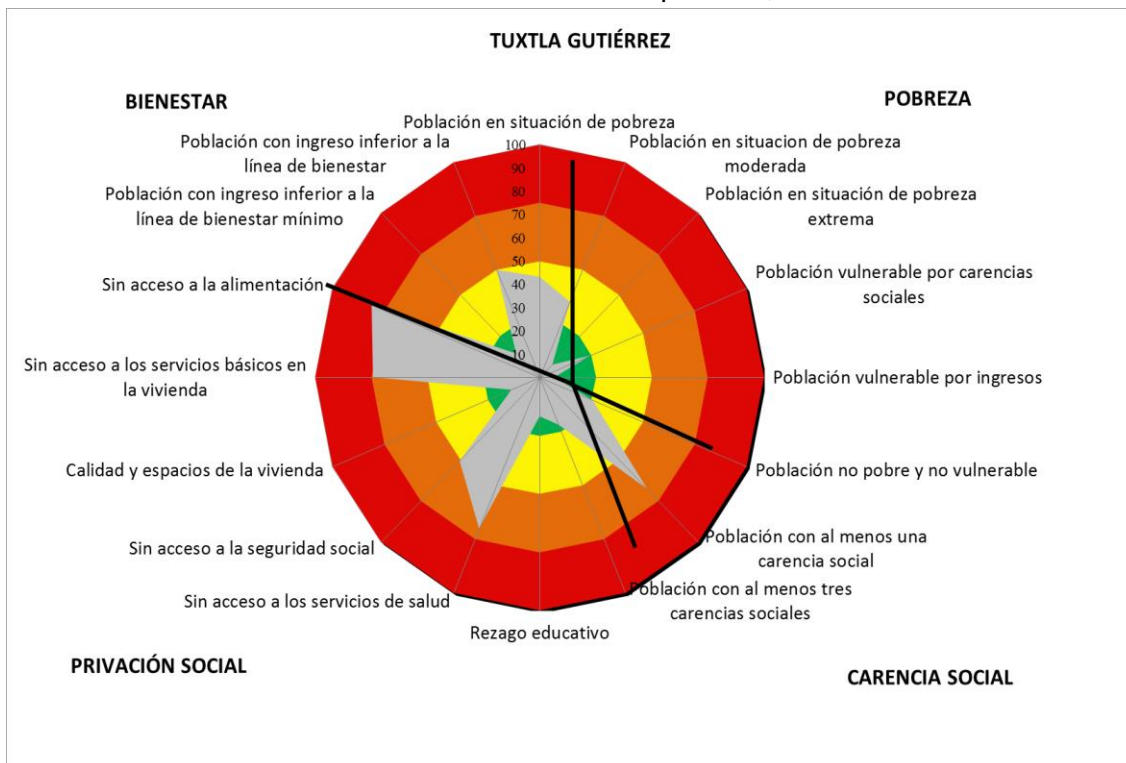 TUXTLA GUTIÉRREZ
BIENESTAR
POBREZA
Población en situación de pobreza
Población con ingreso inferior a la
línea de bienestar
Población en situacion de pobreza
moderada
Población con ingreso inferior a la
línea de bienestar mínimo
Población en situación de pobreza
extrema
100
90
80
70
60
50
40
30
20
10
Sin acceso a la alimentación
Población vulnerable por carencias
sociales
Sin acceso a los servicios básicos en
la vivienda
Población vulnerable por ingresos
Calidad y espacios de la vivienda
Población no pobre y no vulnerable
Sin acceso a la seguridad social
Población con al menos una
carencia social
Sin acceso a los servicios de salud
Población con al menos tres
carencias sociales
Rezago educativo
PRIVACIÓN SOCIAL
CARENCIA SOCIAL